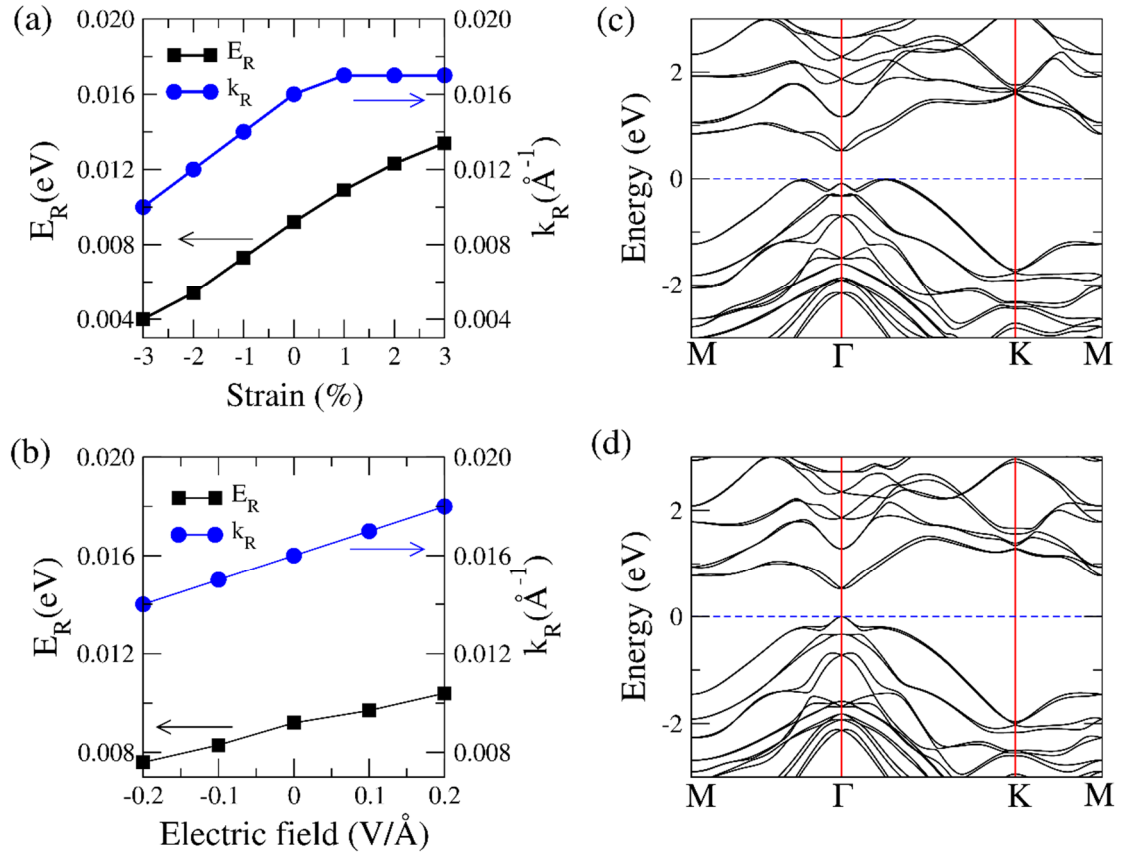 (a)
0.020
0.016
0.012
0.008
0.004
E_R(eV)
E_R
k_R
0.020
0.016
0.012
0.008
0.004
k_R(Å^-1)
-3 -2 -1 0 1 2 3
Strain (%)
(b)
0.020
0.016
0.012
0.008
E_R(eV)
E_R
k_R
0.020
0.016
0.012
0.008
k_R(Å^-1)
-0.2 -0.1 0 0.1 0.2
Electric field (V/Å)
(c)
Energy (eV)
2
0
-2
M Γ K M
(d)
Energy (eV)
2
0
-2
M Γ K M